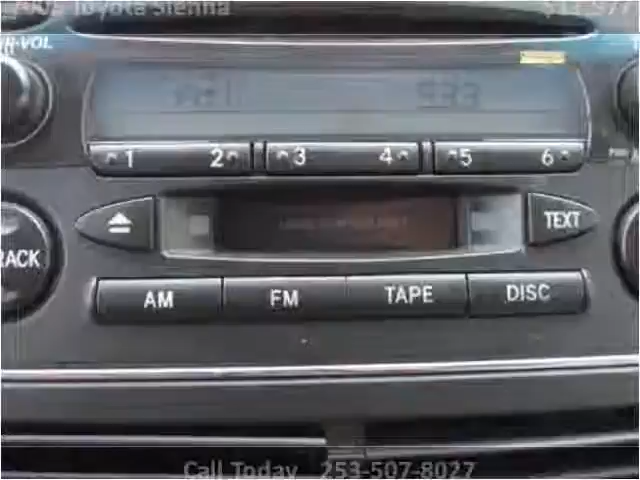 Toyota Sienna
R·VOL
933
1 2 3 4 5 6
TEXT
RACK
AM FM TAPE DISC
Call Today 253-507-8027